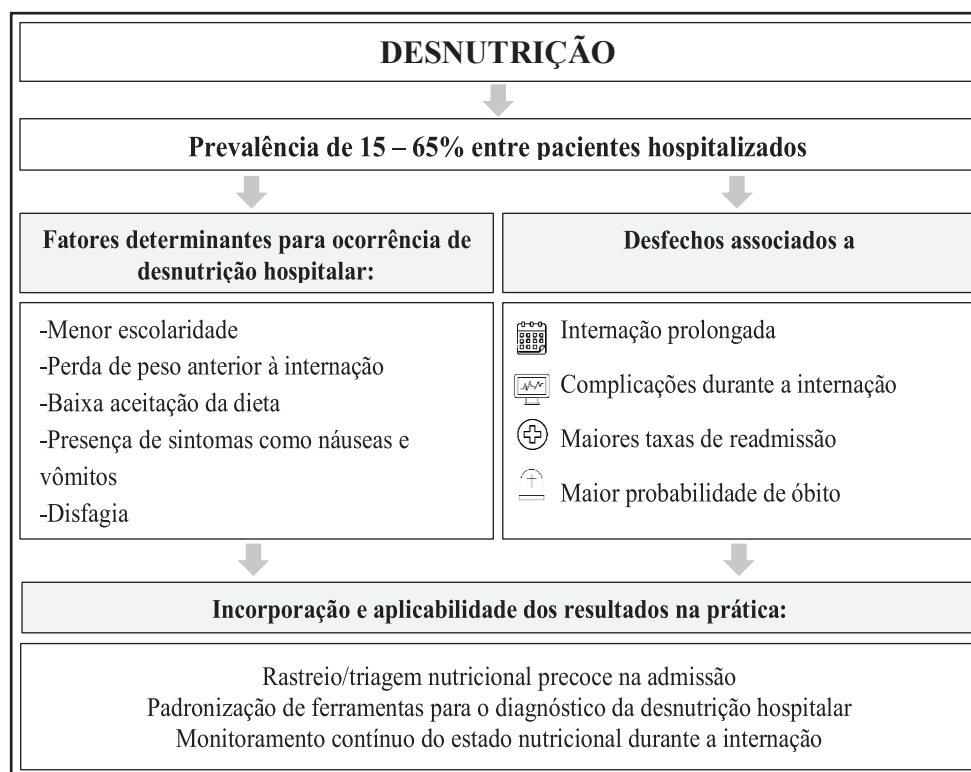 DESNUTRIÇÃO
Prevalência de 15 – 65% entre pacientes hospitalizados
Fatores determinantes para ocorrência de
desnutrição hospitalar:
-Menor escolaridade
-Perda de peso anterior à internação
-Baixa aceitação da dieta
-Presença de sintomas como náuseas e
vômitos
-Disfagia
Desfechos associados a
Internação prolongada
Complicações durante a internação
Maiores taxas de readmissão
Maior probabilidade de óbito
Incorporação e aplicabilidade dos resultados na prática:
Rastreio/triagem nutricional precoce na admissão
Padronização de ferramentas para o diagnóstico da desnutrição hospitalar
Monitoramento contínuo do estado nutricional durante a internação